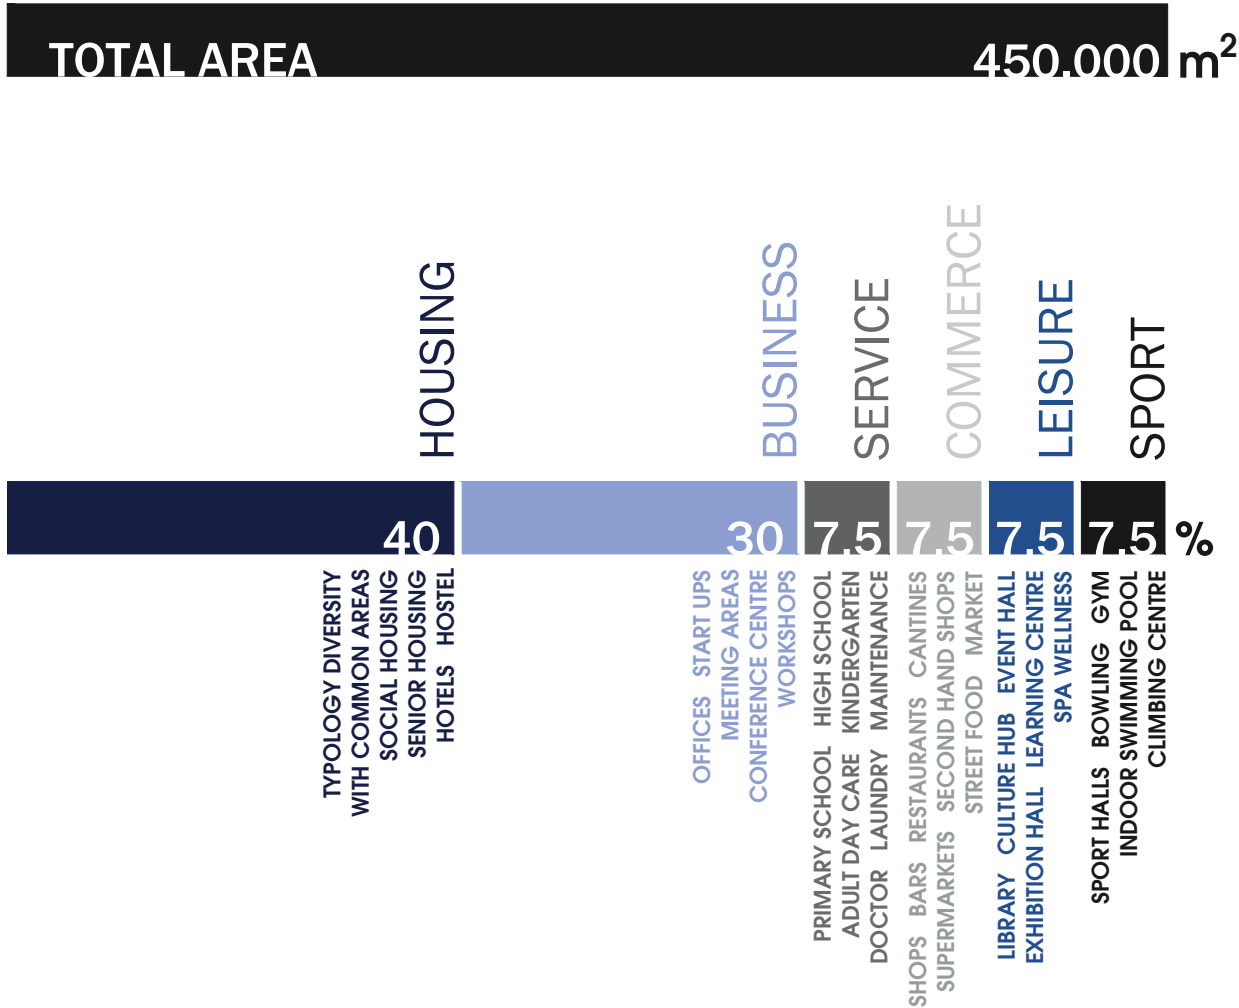 TOTAL AREA 450.000 m²
HOUSING
BUSINESS
SERVICE
COMMERCE
LEISURE
SPORT
40 30 7.5 7.5 7.5 7.5 %
TYPOLOGY DIVERSITY
WITH COMMON AREAS
SOCIAL HOUSING
SENIOR HOUSING
HOTELS HOSTEL
OFFICES START UPS
MEETING AREAS
CONFERENCE CENTRE
WORKSHOPS
PRIMARY SCHOOL HIGH SCHOOL
ADULT DAY CARE KINDERGARTEN
DOCTOR LAUNDRY MAINTENANCE
SHOPS BARS RESTAURANTS CANTINES
SUPERMARKETS SECOND HAND SHOPS
STREET FOOD MARKET
LIBRARY CULTURE HUB EVENT HALL
EXHIBITION HALL LEARNING CENTRE
SPA WELLNESS
SPORT HALLS BOWLING GYM
INDOOR SWIMMING POOL
CLIMBING CENTRE